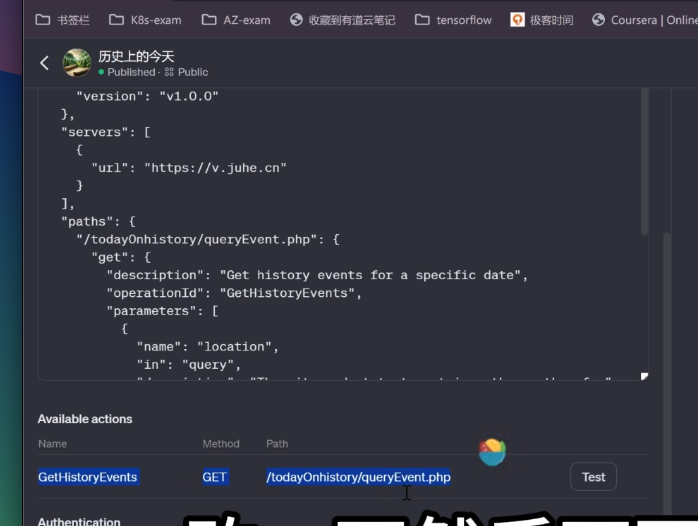 书签栏 K8s-exam AZ-exam 收藏到有道云笔记 tensorflow 极客时间 Coursera | Online
历史上的今天
Published · Public
"version": "v1.0.0"
},
"servers": [
{
"url": "https://v.juhe.cn"
}
],
"paths": {
"/todayOnhistory/queryEvent.php": {
"get": {
"description": "Get history events for a specific date",
"operationId": "GetHistoryEvents",
"parameters": [
{
"name": "location",
"in": "query",
Available actions
Name Method Path
GetHistoryEvents GET /todayOnhistory/queryEvent.php Test
Authentication